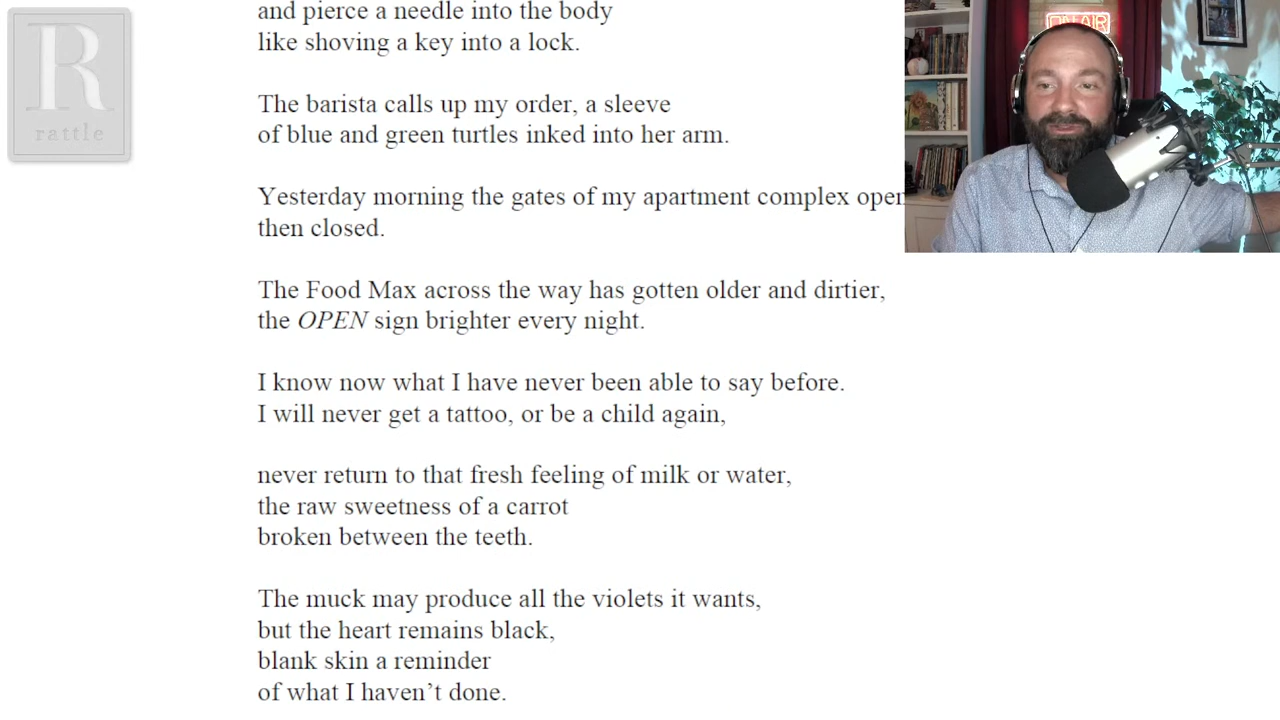 and pierce a needle into the body
like shoving a key into a lock.
The barista calls up my order, a sleeve
of blue and green turtles inked into her arm.
Yesterday morning the gates of my apartment complex open
then closed.
The Food Max across the way has gotten older and dirtier,
the OPEN sign brighter every night.
I know now what I have never been able to say before.
I will never get a tattoo, or be a child again,
never return to that fresh feeling of milk or water,
the raw sweetness of a carrot
broken between the teeth.
The muck may produce all the violets it wants,
but the heart remains black,
blank skin a reminder
of what I haven’t done.
R
rattle
ON AIR